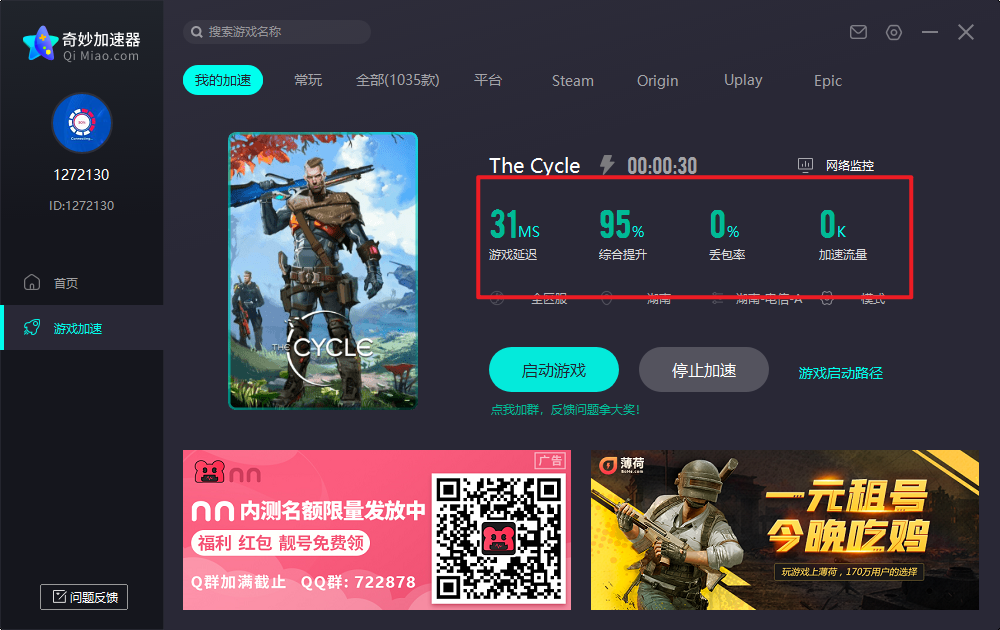 奇妙加速器
Qi Miao.com
搜索游戏名称
我的加速 常玩 全部(1035款) 平台 Steam Origin Uplay Epic
1272130
ID:1272130
首页
游戏加速
问题反馈
The Cycle 00:00:30 网络监控
31MS 95% 0% 0K
游戏延迟 综合提升 丢包率 加速流量
全区服 湖南 湖南-电信-A 模式
THE CYCLE
启动游戏 停止加速 游戏启动路径
点我加群，反馈问题拿大奖!
nn
广告
nn 内测名额限量发放中
福利 红包 靓号免费领
Q群加满截止 QQ群: 722878
薄荷
BoHe.com
一元租号
今晚吃鸡
玩游戏上薄荷，170万用户的选择